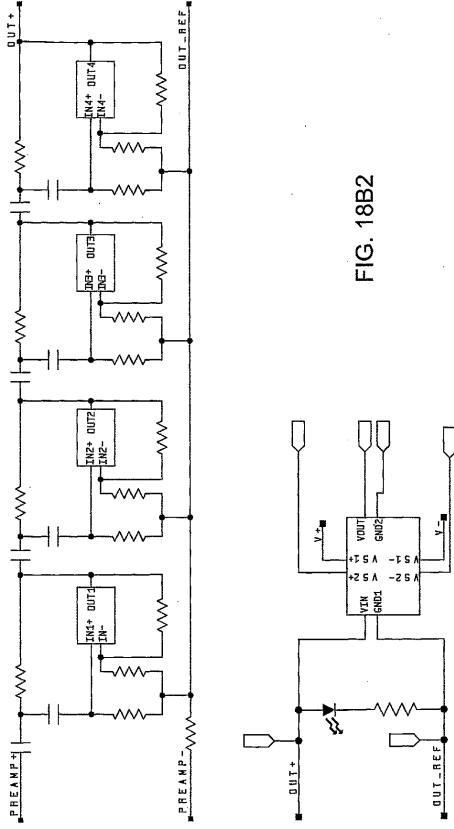 PREAMP+
IN1+ OUT1
IN-
IN2+ OUT2
IN2-
IN3+ OUT3
IN3-
IN4+ OUT4
IN4-
OUT+
PREAMP-
OUT_REF
OUT+
OUT_REF
VIN
GND1
VS2+
VS1+
VS2-
VS1-
VOUT
GND2
V+
V-
FIG. 18B2